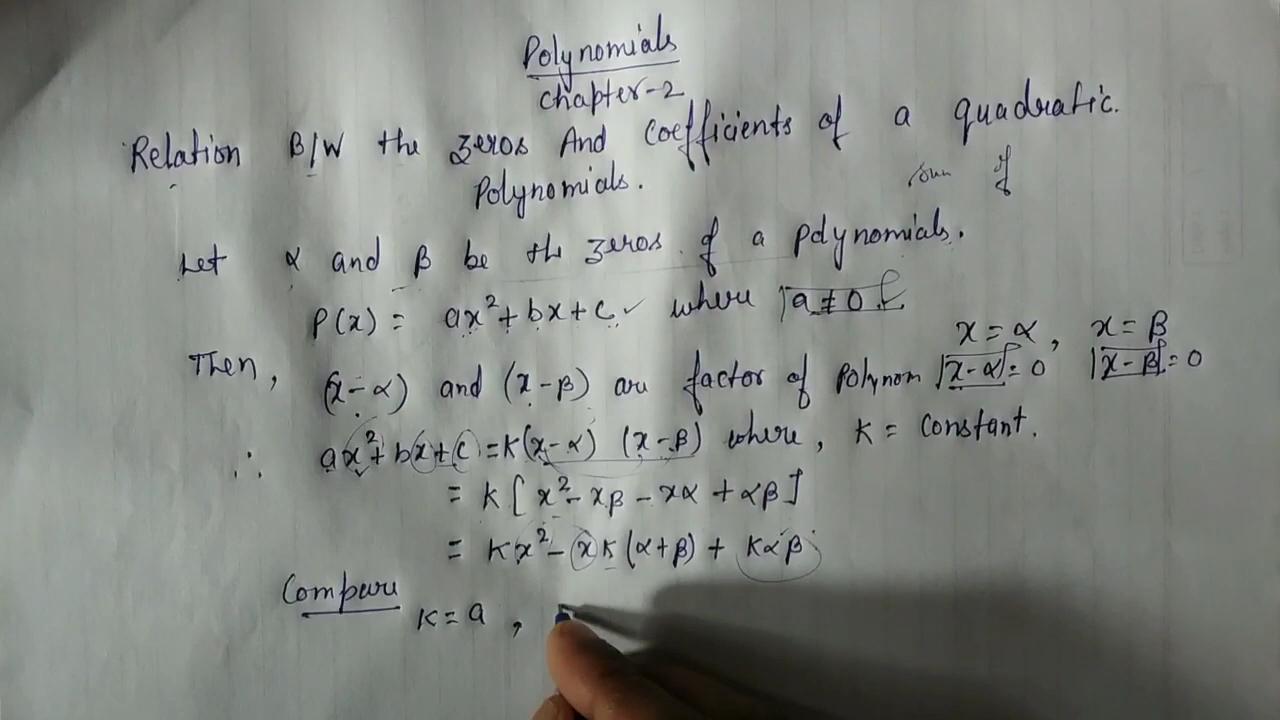 Polynomials
chapter-2
Relation B/W the zeros And Coefficients of a quadratic.
Polynomials.
sum of
Let α and β be the zeros of a polynomials.
P(x) = ax²+bx+c ✓ where a≠0
x=α, x=β
Then, (x-α) and (x-β) are factor of Polynom x-α=0 x-β=0
∴ ax²+bx+c=K(x-α) (x-β) where, K = Constant.
= K[x²-xβ-xα+αβ]
= Kx²-xK(α+β)+Kαβ
Compare
K=a,